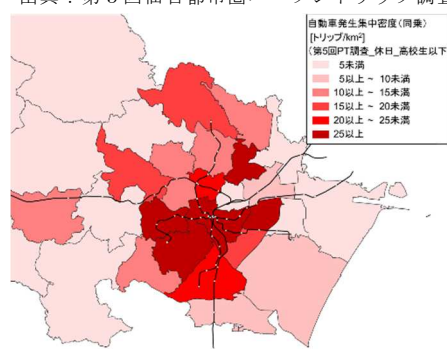 出典：第５回仙台都市圏パーソントリップ調査
自動車発生集中密度（同乗）
[トリップ/km²]
（第5回PT調査_休日_高校生以下
5未満
5以上 ~ 10未満
10以上 ~ 15未満
15以上 ~ 20未満
20以上 ~ 25未満
25以上